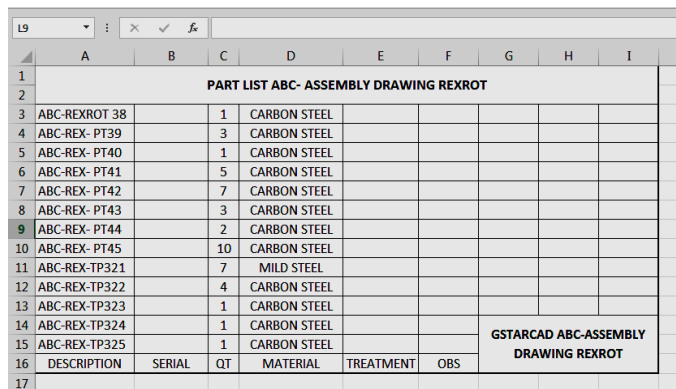 L9 fx
A B C D E F G H I
1
2
PART LIST ABC- ASSEMBLY DRAWING REXROT
3 ABC-REXROT 38 1 CARBON STEEL
4 ABC-REX- PT39 3 CARBON STEEL
5 ABC-REX- PT40 1 CARBON STEEL
6 ABC-REX- PT41 5 CARBON STEEL
7 ABC-REX- PT42 7 CARBON STEEL
8 ABC-REX- PT43 3 CARBON STEEL
9 ABC-REX- PT44 2 CARBON STEEL
10 ABC-REX- PT45 10 CARBON STEEL
11 ABC-REX-TP321 7 MILD STEEL
12 ABC-REX-TP322 4 CARBON STEEL
13 ABC-REX-TP323 1 CARBON STEEL
14 ABC-REX-TP324 1 CARBON STEEL
15 ABC-REX-TP325 1 CARBON STEEL
GSTARCAD ABC-ASSEMBLY
DRAWING REXROT
16 DESCRIPTION SERIAL QT MATERIAL TREATMENT OBS
17